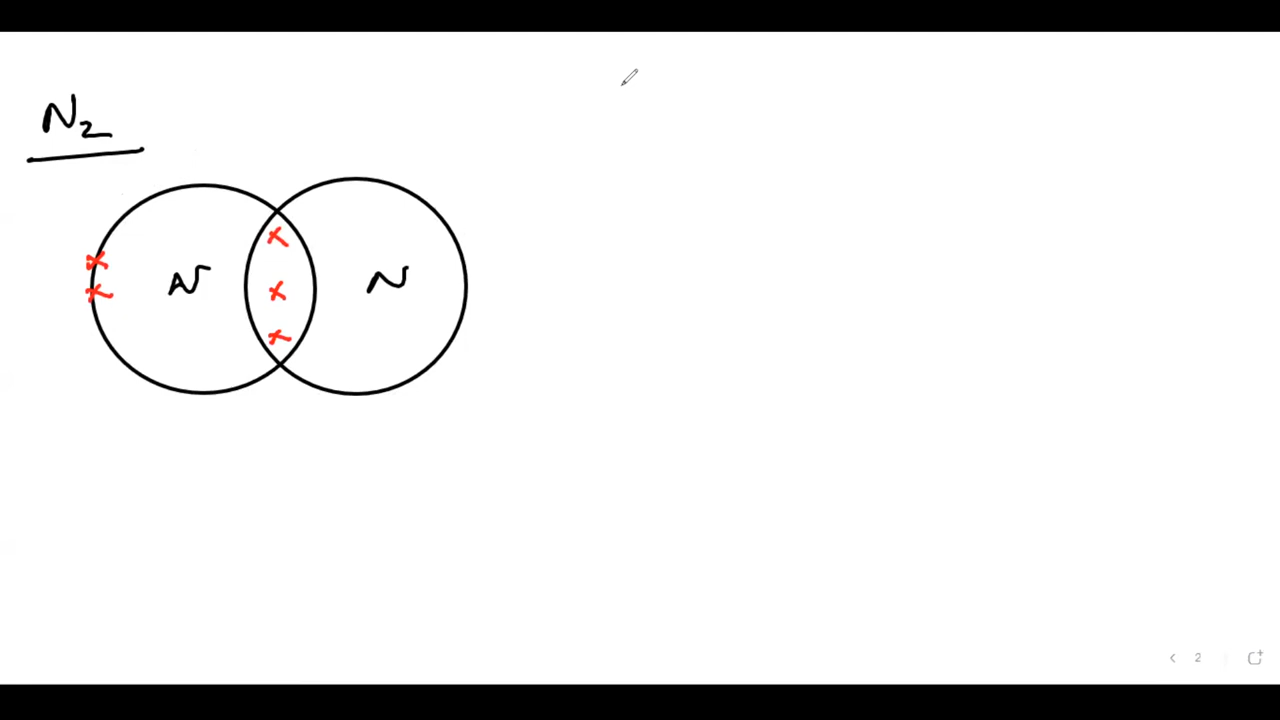 N₂
× × N × × × N
2